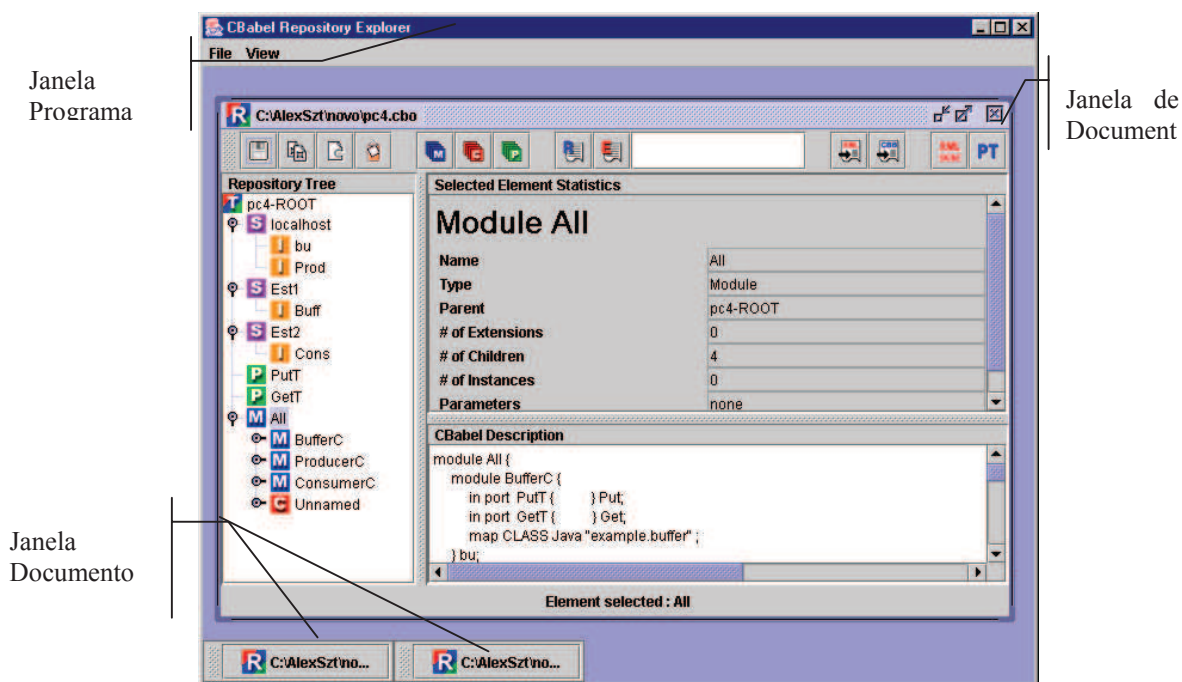 CBabel Repository Explorer
File View
Janela
Programa
Janela de
Document
C:\AlexSzt\novo\pc4.cbo
M
C
P
R
E
PT
Repository Tree
T pc4-ROOT
S localhost
I bu
I Prod
S Est1
I Buff
S Est2
I Cons
P PutT
P GetT
M All
M BufferC
M ProducerC
M ConsumerC
C Unnamed
Selected Element Statistics
Module All
Name All
Type Module
Parent pc4-ROOT
# of Extensions 0
# of Children 4
# of Instances 0
Parameters none
CBabel Description
module All {
module BufferC {
in port PutT { } Put;
in port GetT { } Get;
map CLASS Java "example.buffer" ;
} bu;
Element selected : All
Janela
Documento
R C:\AlexSzt\no...
R C:\AlexSzt\no...